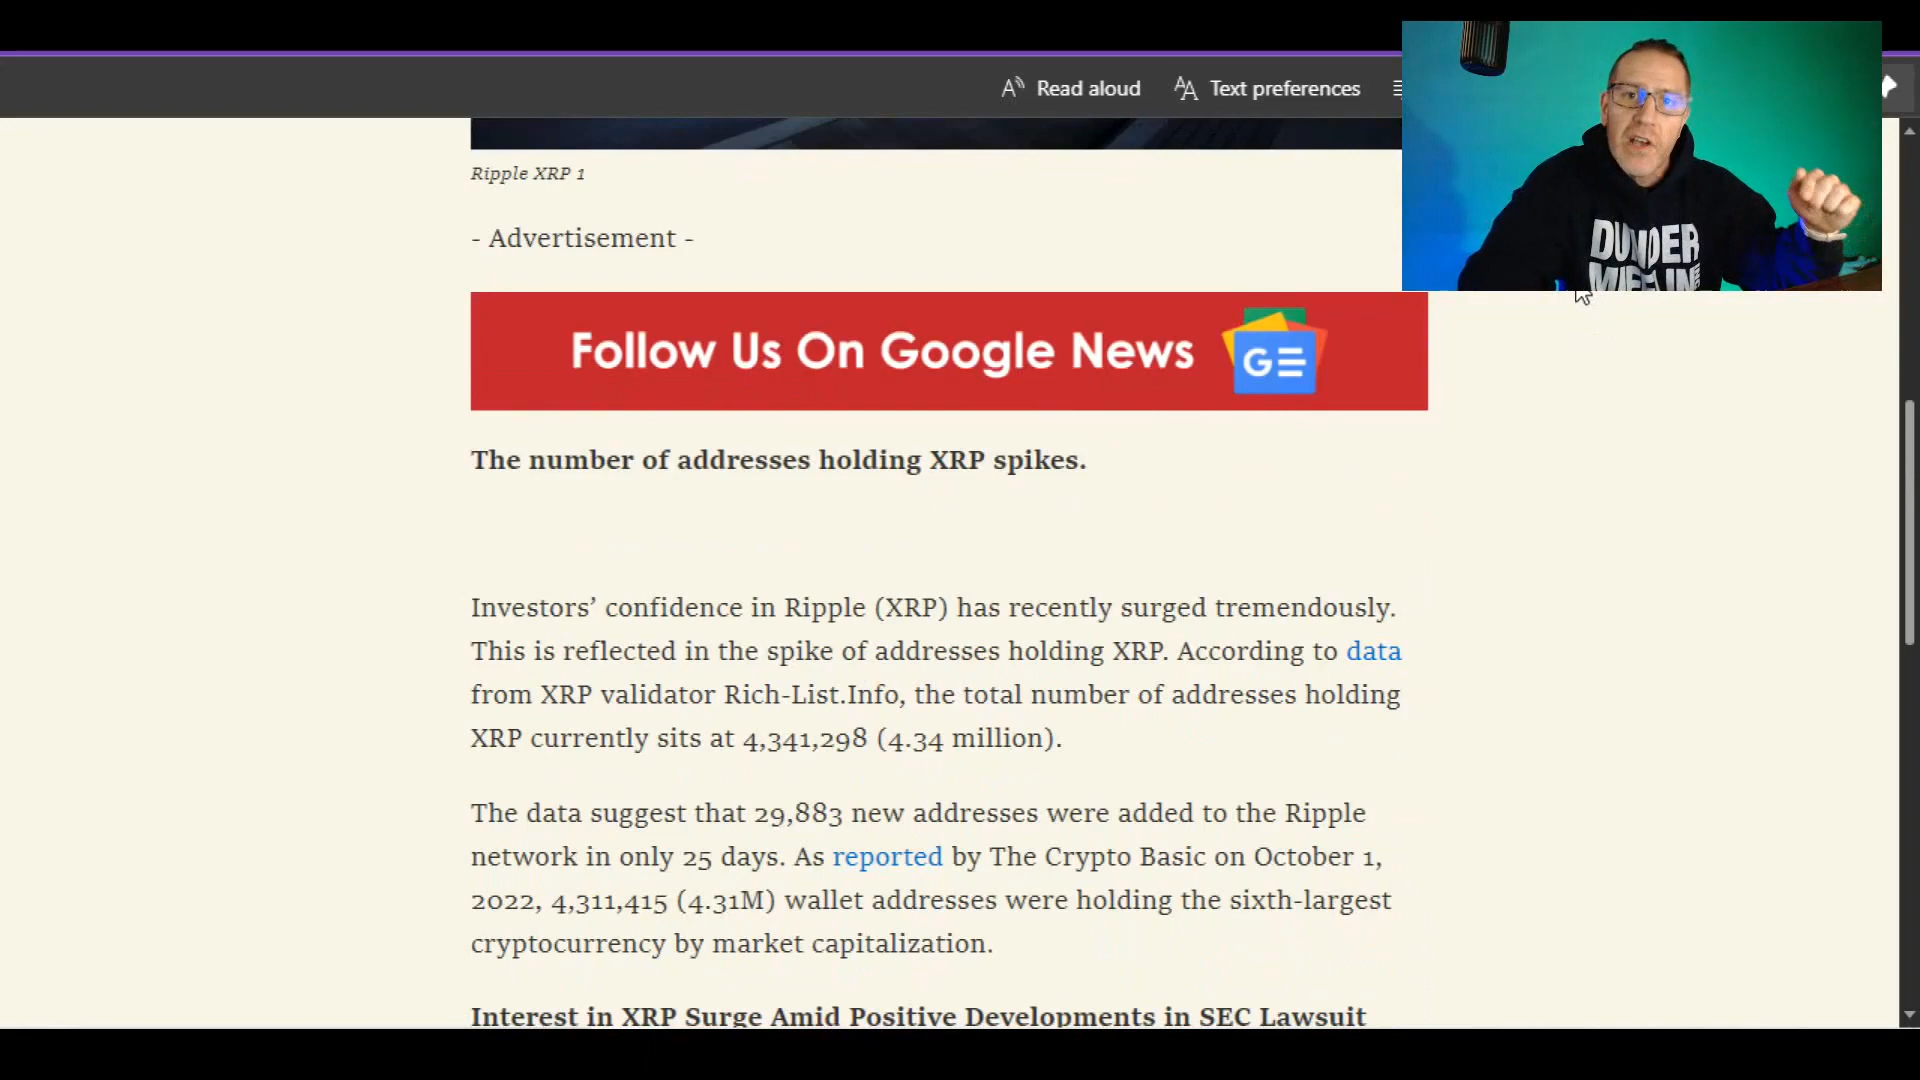 Read aloud
Text preferences
DUNDER
MIFFLIN
Ripple XRP 1
- Advertisement -
Follow Us On Google News
G
The number of addresses holding XRP spikes.
Investors’ confidence in Ripple (XRP) has recently surged tremendously.
This is reflected in the spike of addresses holding XRP. According to data
from XRP validator Rich-List.Info, the total number of addresses holding
XRP currently sits at 4,341,298 (4.34 million).
The data suggest that 29,883 new addresses were added to the Ripple
network in only 25 days. As reported by The Crypto Basic on October 1,
2022, 4,311,415 (4.31M) wallet addresses were holding the sixth-largest
cryptocurrency by market capitalization.
Interest in XRP Surge Amid Positive Developments in SEC Lawsuit